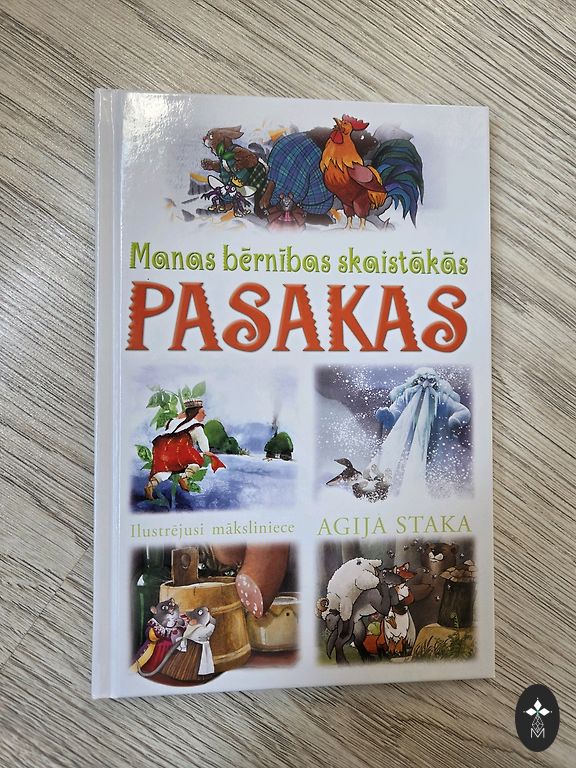 Manas bērnības skaistākās
PASAKAS
Ilustrējusi māksliniece AGIJA STAKA
M